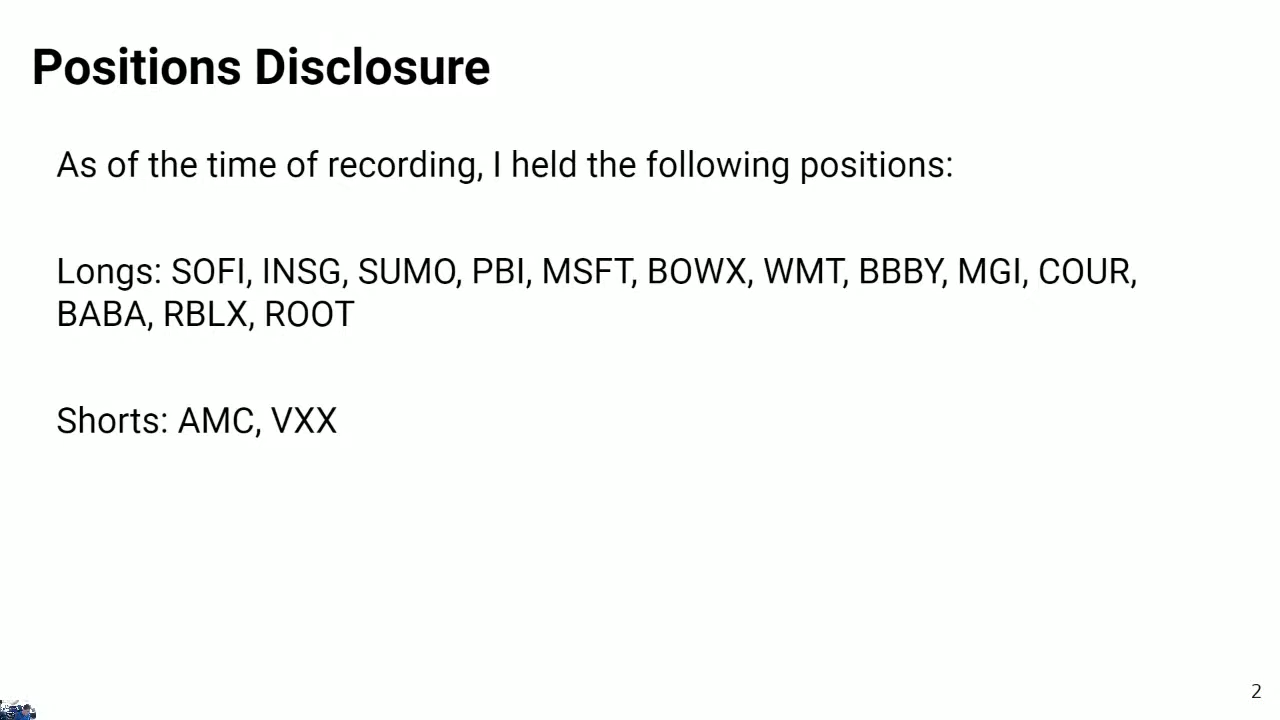 Positions Disclosure
As of the time of recording, I held the following positions:
Longs: SOFI, INSG, SUMO, PBI, MSFT, BOWX, WMT, BBBY, MGI, COUR,
BABA, RBLX, ROOT
Shorts: AMC, VXX
2